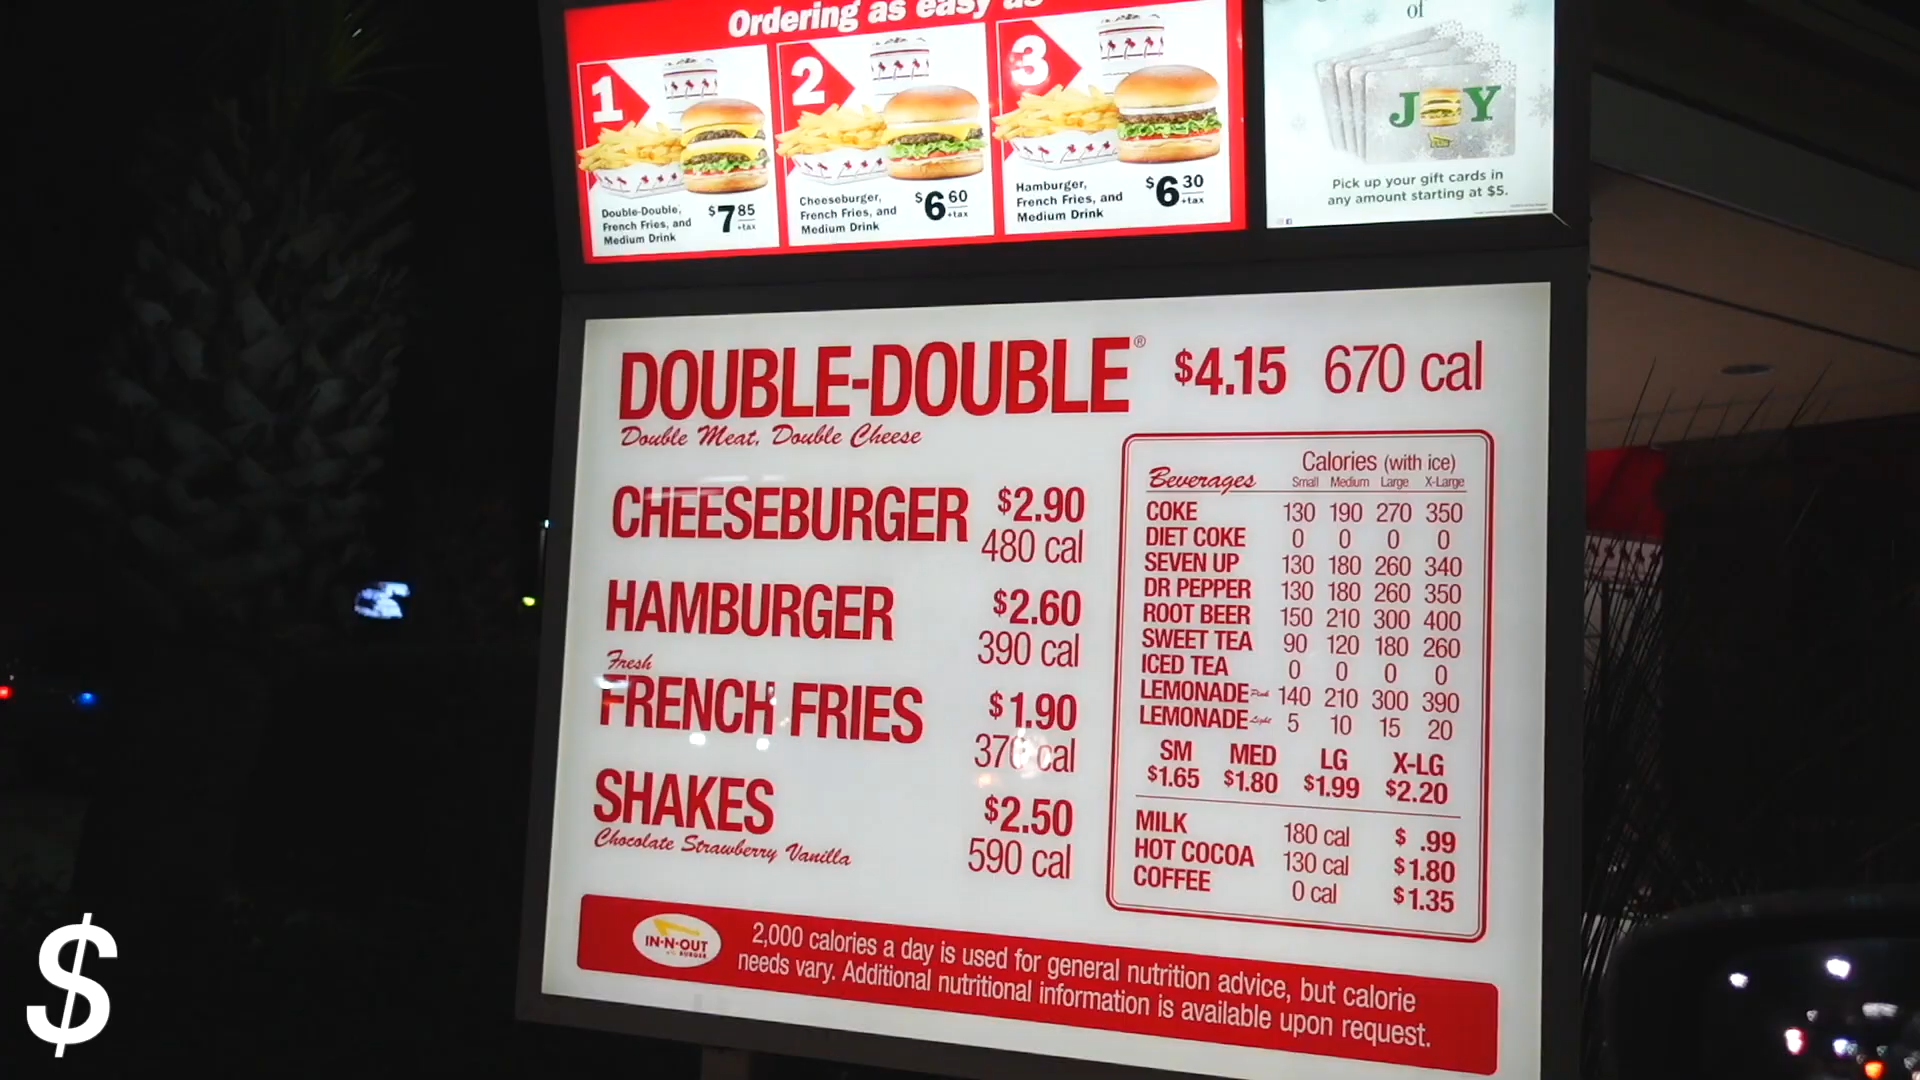 Ordering as easy as
1
2
3
Double-Double,
French Fries, and
Medium Drink
$7 85
+tax
Cheeseburger,
French Fries, and
Medium Drink
$6 60
+tax
Hamburger,
French Fries, and
Medium Drink
$6 30
+tax
of
JOY
Pick up your gift cards in
any amount starting at $5.
DOUBLE-DOUBLE® $4.15 670 cal
Double Meat, Double Cheese
CHEESEBURGER $2.90
480 cal
HAMBURGER $2.60
390 cal
Fresh
FRENCH FRIES $1.90
370 cal
SHAKES $2.50
Chocolate Strawberry Vanilla 590 cal
Calories (with ice)
Beverages Small Medium Large X-Large
COKE 130 190 270 350
DIET COKE 0 0 0 0
SEVEN UP 130 180 260 340
DR PEPPER 130 180 260 350
ROOT BEER 150 210 300 400
SWEET TEA 90 120 180 260
ICED TEA 0 0 0 0
LEMONADE Pink 140 210 300 390
LEMONADE Light 5 10 15 20
SM MED LG X-LG
$1.65 $1.80 $1.99 $2.20
MILK 180 cal $ .99
HOT COCOA 130 cal $1.80
COFFEE 0 cal $1.35
IN-N-OUT
BURGER
2,000 calories a day is used for general nutrition advice, but calorie
needs vary. Additional nutritional information is available upon request.
$